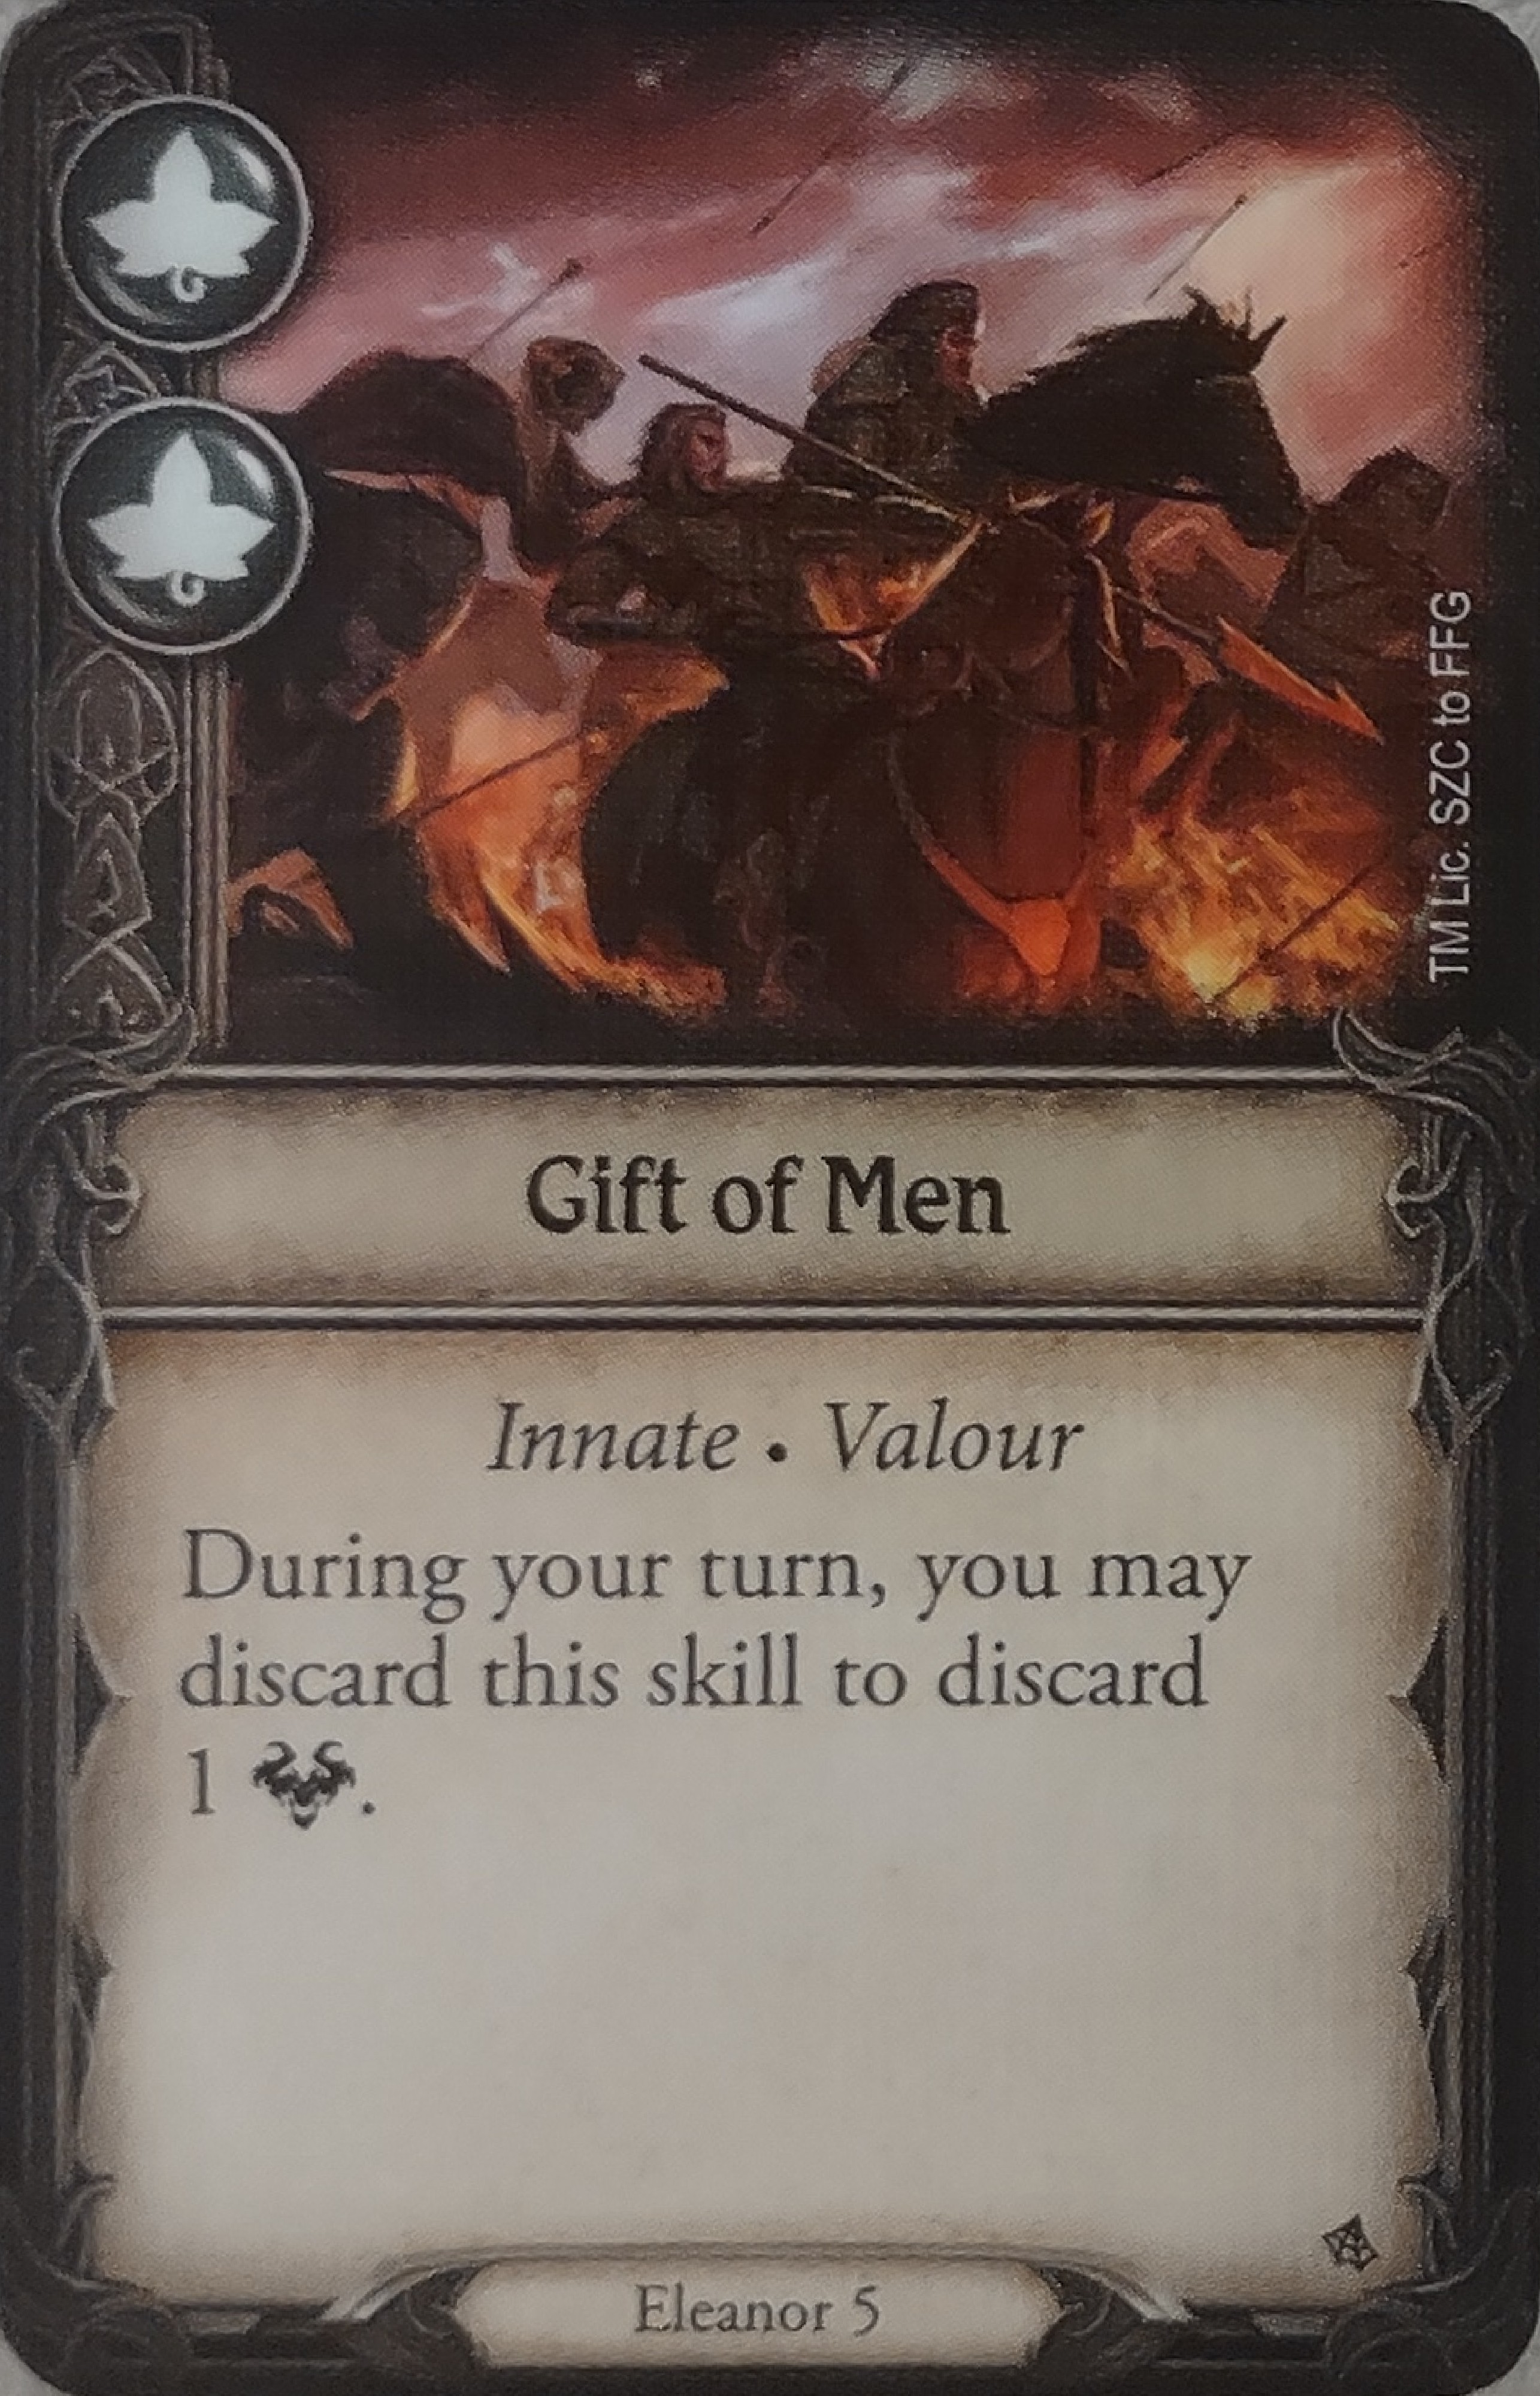 TM Lic. SZC to FFG
Gift of Men
Innate • Valour
During your turn, you may
discard this skill to discard
1 .
Eleanor 5